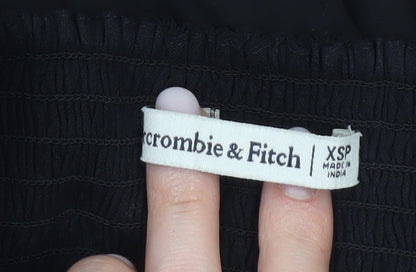 crombie & Fitch
XSP
MADE IN
INDIA